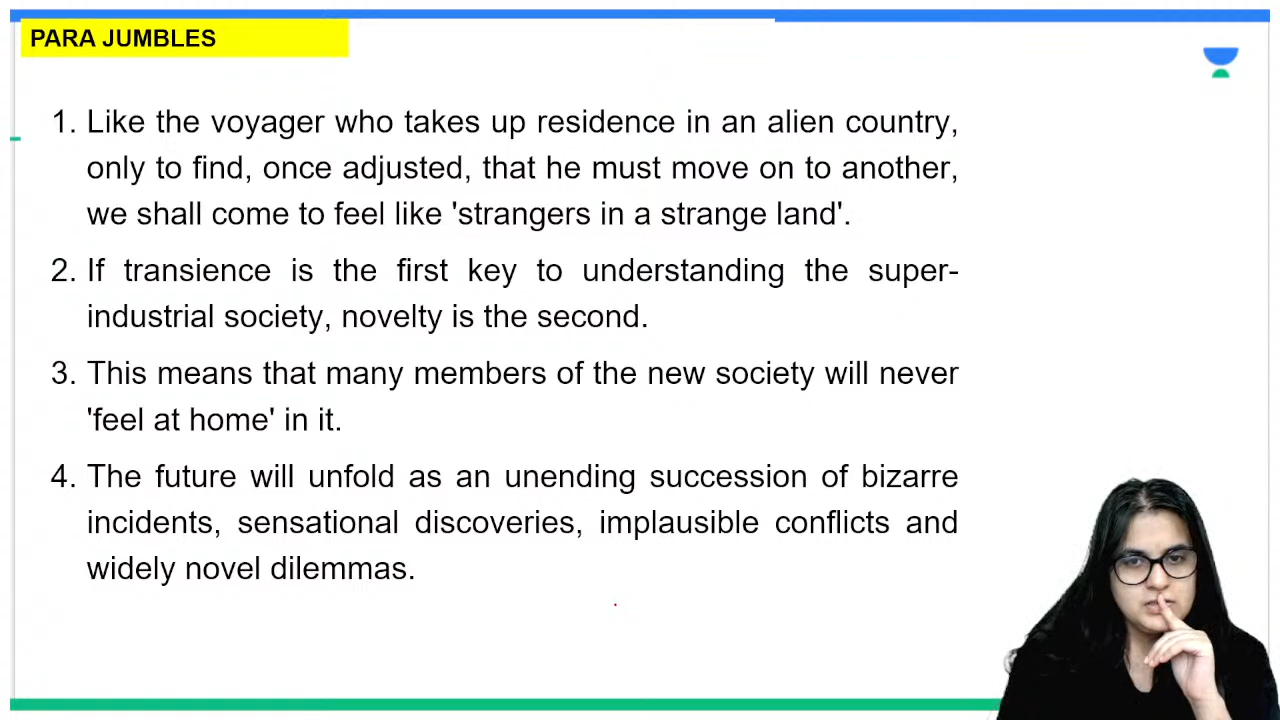 PARA JUMBLES
1. Like the voyager who takes up residence in an alien country,
only to find, once adjusted, that he must move on to another,
we shall come to feel like 'strangers in a strange land'.
2. If transience is the first key to understanding the super-
industrial society, novelty is the second.
3. This means that many members of the new society will never
'feel at home' in it.
4. The future will unfold as an unending succession of bizarre
incidents, sensational discoveries, implausible conflicts and
widely novel dilemmas.